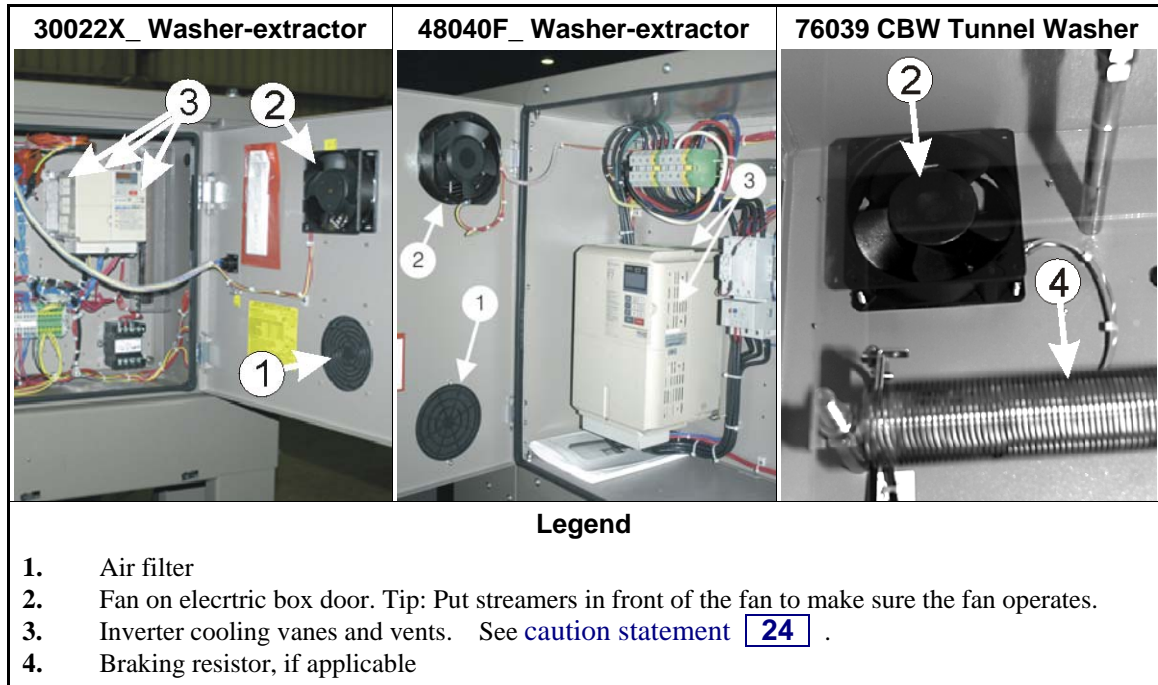 30022X_ Washer-extractor
48040F_ Washer-extractor
76039 CBW Tunnel Washer
3
2
1
2
1
3
2
4
Legend
1. Air filter
2. Fan on elecrtric box door. Tip: Put streamers in front of the fan to make sure the fan operates.
3. Inverter cooling vanes and vents. See caution statement 24 .
4. Braking resistor, if applicable